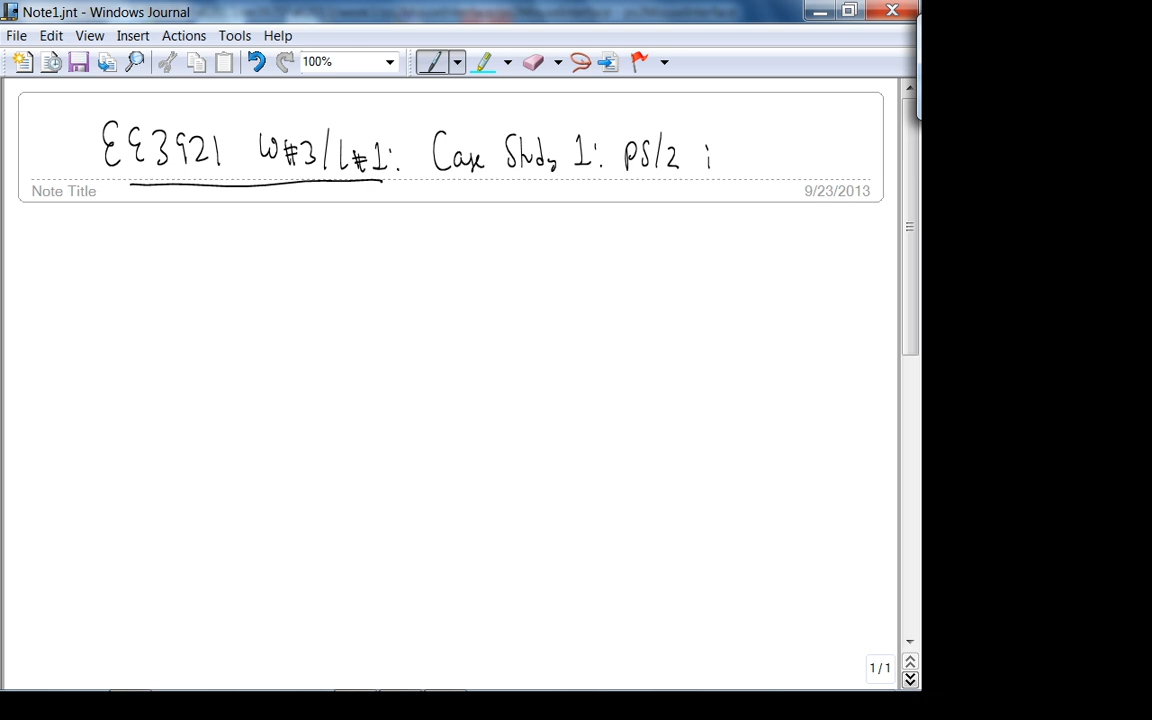 Note1.jnt - Windows Journal
File Edit View Insert Actions Tools Help
100%
EE3921 W#3/L#1: Case Study 1: PS/2 i
Note Title
9/23/2013
1/1